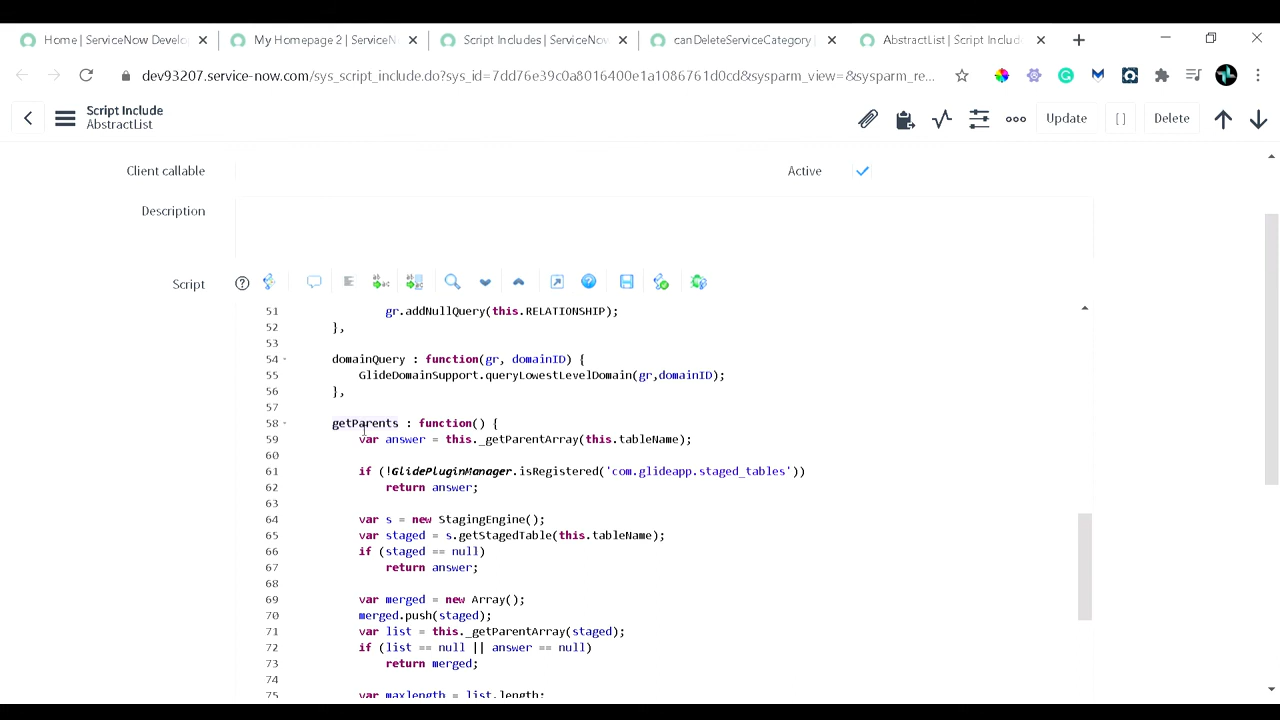 Home | ServiceNow Develo
My Homepage 2 | ServiceN
Script Includes | ServiceNow
canDeleteServiceCategory |
AbstractList | Script Includ
dev93207.service-now.com/sys_script_include.do?sys_id=7dd76e39c0a8016400e1a1086761d0cd&sysparm_view=&sysparm_re...
Script Include
AbstractList
Update
[ ]
Delete
Client callable
Active
Description
Script
51 gr.addNullQuery(this.RELATIONSHIP);
52 },
53
54 domainQuery : function(gr, domainID) {
55 GlideDomainSupport.queryLowestLevelDomain(gr,domainID);
56 },
57
58 getParents : function() {
59 var answer = this._getParentArray(this.tableName);
60
61 if (!GlidePluginManager.isRegistered('com.glideapp.staged_tables'))
62 return answer;
63
64 var s = new StagingEngine();
65 var staged = s.getStagedTable(this.tableName);
66 if (staged == null)
67 return answer;
68
69 var merged = new Array();
70 merged.push(staged);
71 var list = this._getParentArray(staged);
72 if (list == null || answer == null)
73 return merged;
74
75 var maxlength = list.length;